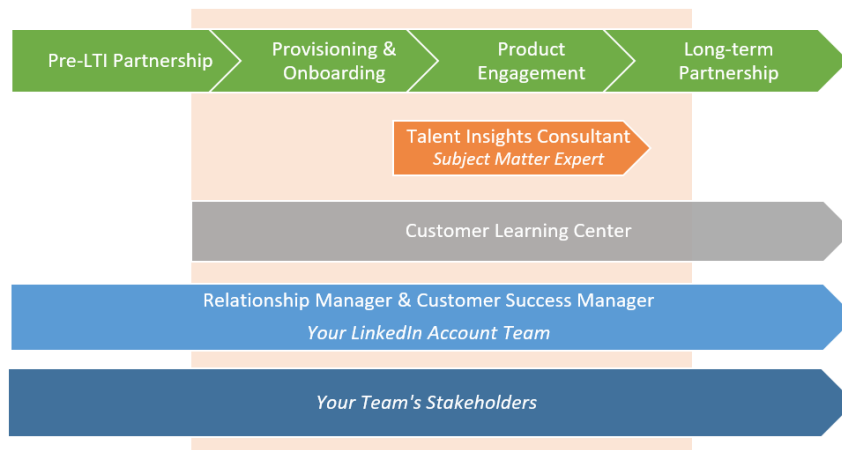 Pre-LTI Partnership
Provisioning &
Onboarding
Product
Engagement
Long-term
Partnership
Talent Insights Consultant
Subject Matter Expert
Customer Learning Center
Relationship Manager & Customer Success Manager
Your LinkedIn Account Team
Your Team's Stakeholders